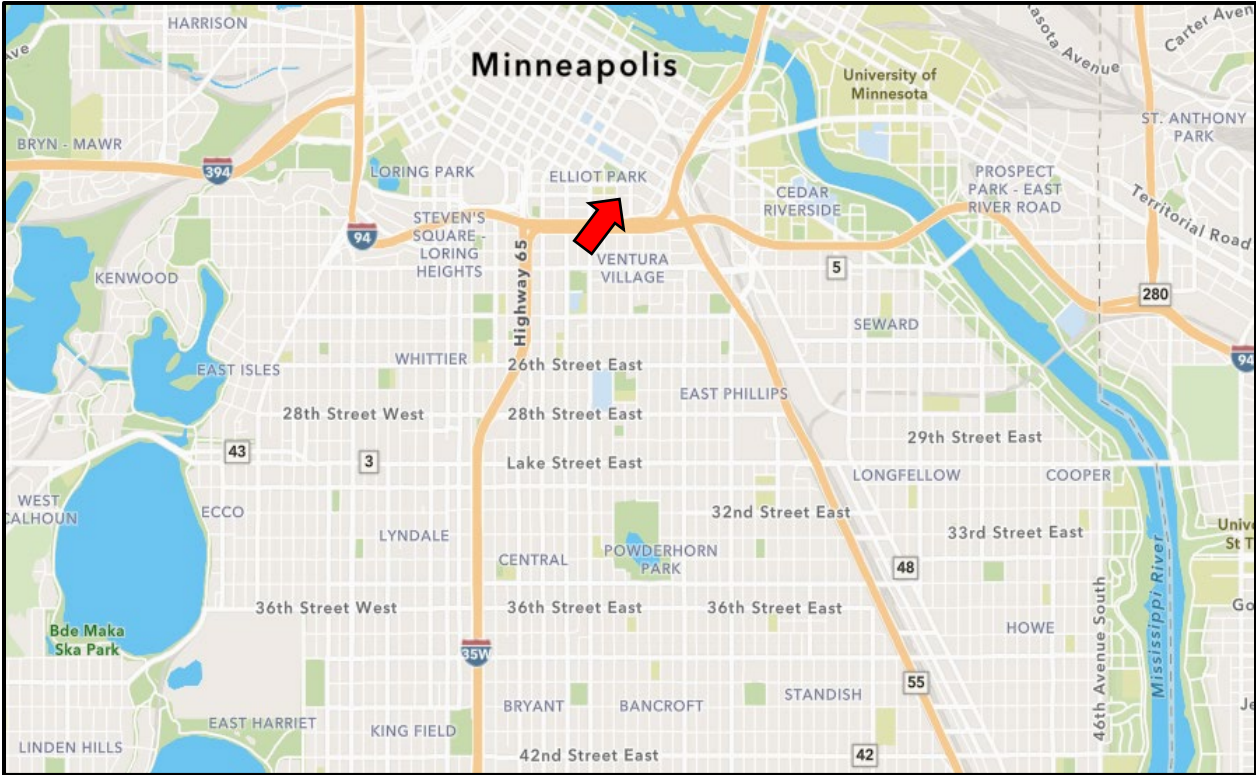 HARRISON
Carter Aven
Ave
Minneapolis
sota Avenue
University of
Minnesota
ST. ANTHONY
PARK
BRYN - MAWR
394
LORING PARK
ELLIOT PARK
PROSPECT
PARK - EAST
RIVER ROAD
CEDAR
RIVERSIDE
Territorial Road
STEVEN'S
SQUARE -
LORING
HEIGHTS
94
Highway 65
VENTURA
VILLAGE
5
KENWOOD
280
SEWARD
WHITTIER
26th Street East
94
EAST ISLES
EAST PHILLIPS
28th Street West
28th Street East
29th Street East
43
3
Lake Street East
LONGFELLOW
COOPER
WEST
CALHOUN
ECCO
32nd Street East
33rd Street East
Unive
St T
LYNDALE
CENTRAL
POWDERHORN
PARK
48
Mississippi River
36th Street West
36th Street East
36th Street East
Go
46th Avenue South
HOWE
Bde Maka
Ska Park
35W
55
BRYANT
BANCROFT
STANDISH
Je
EAST HARRIET
KING FIELD
LINDEN HILLS
42nd Street East
42